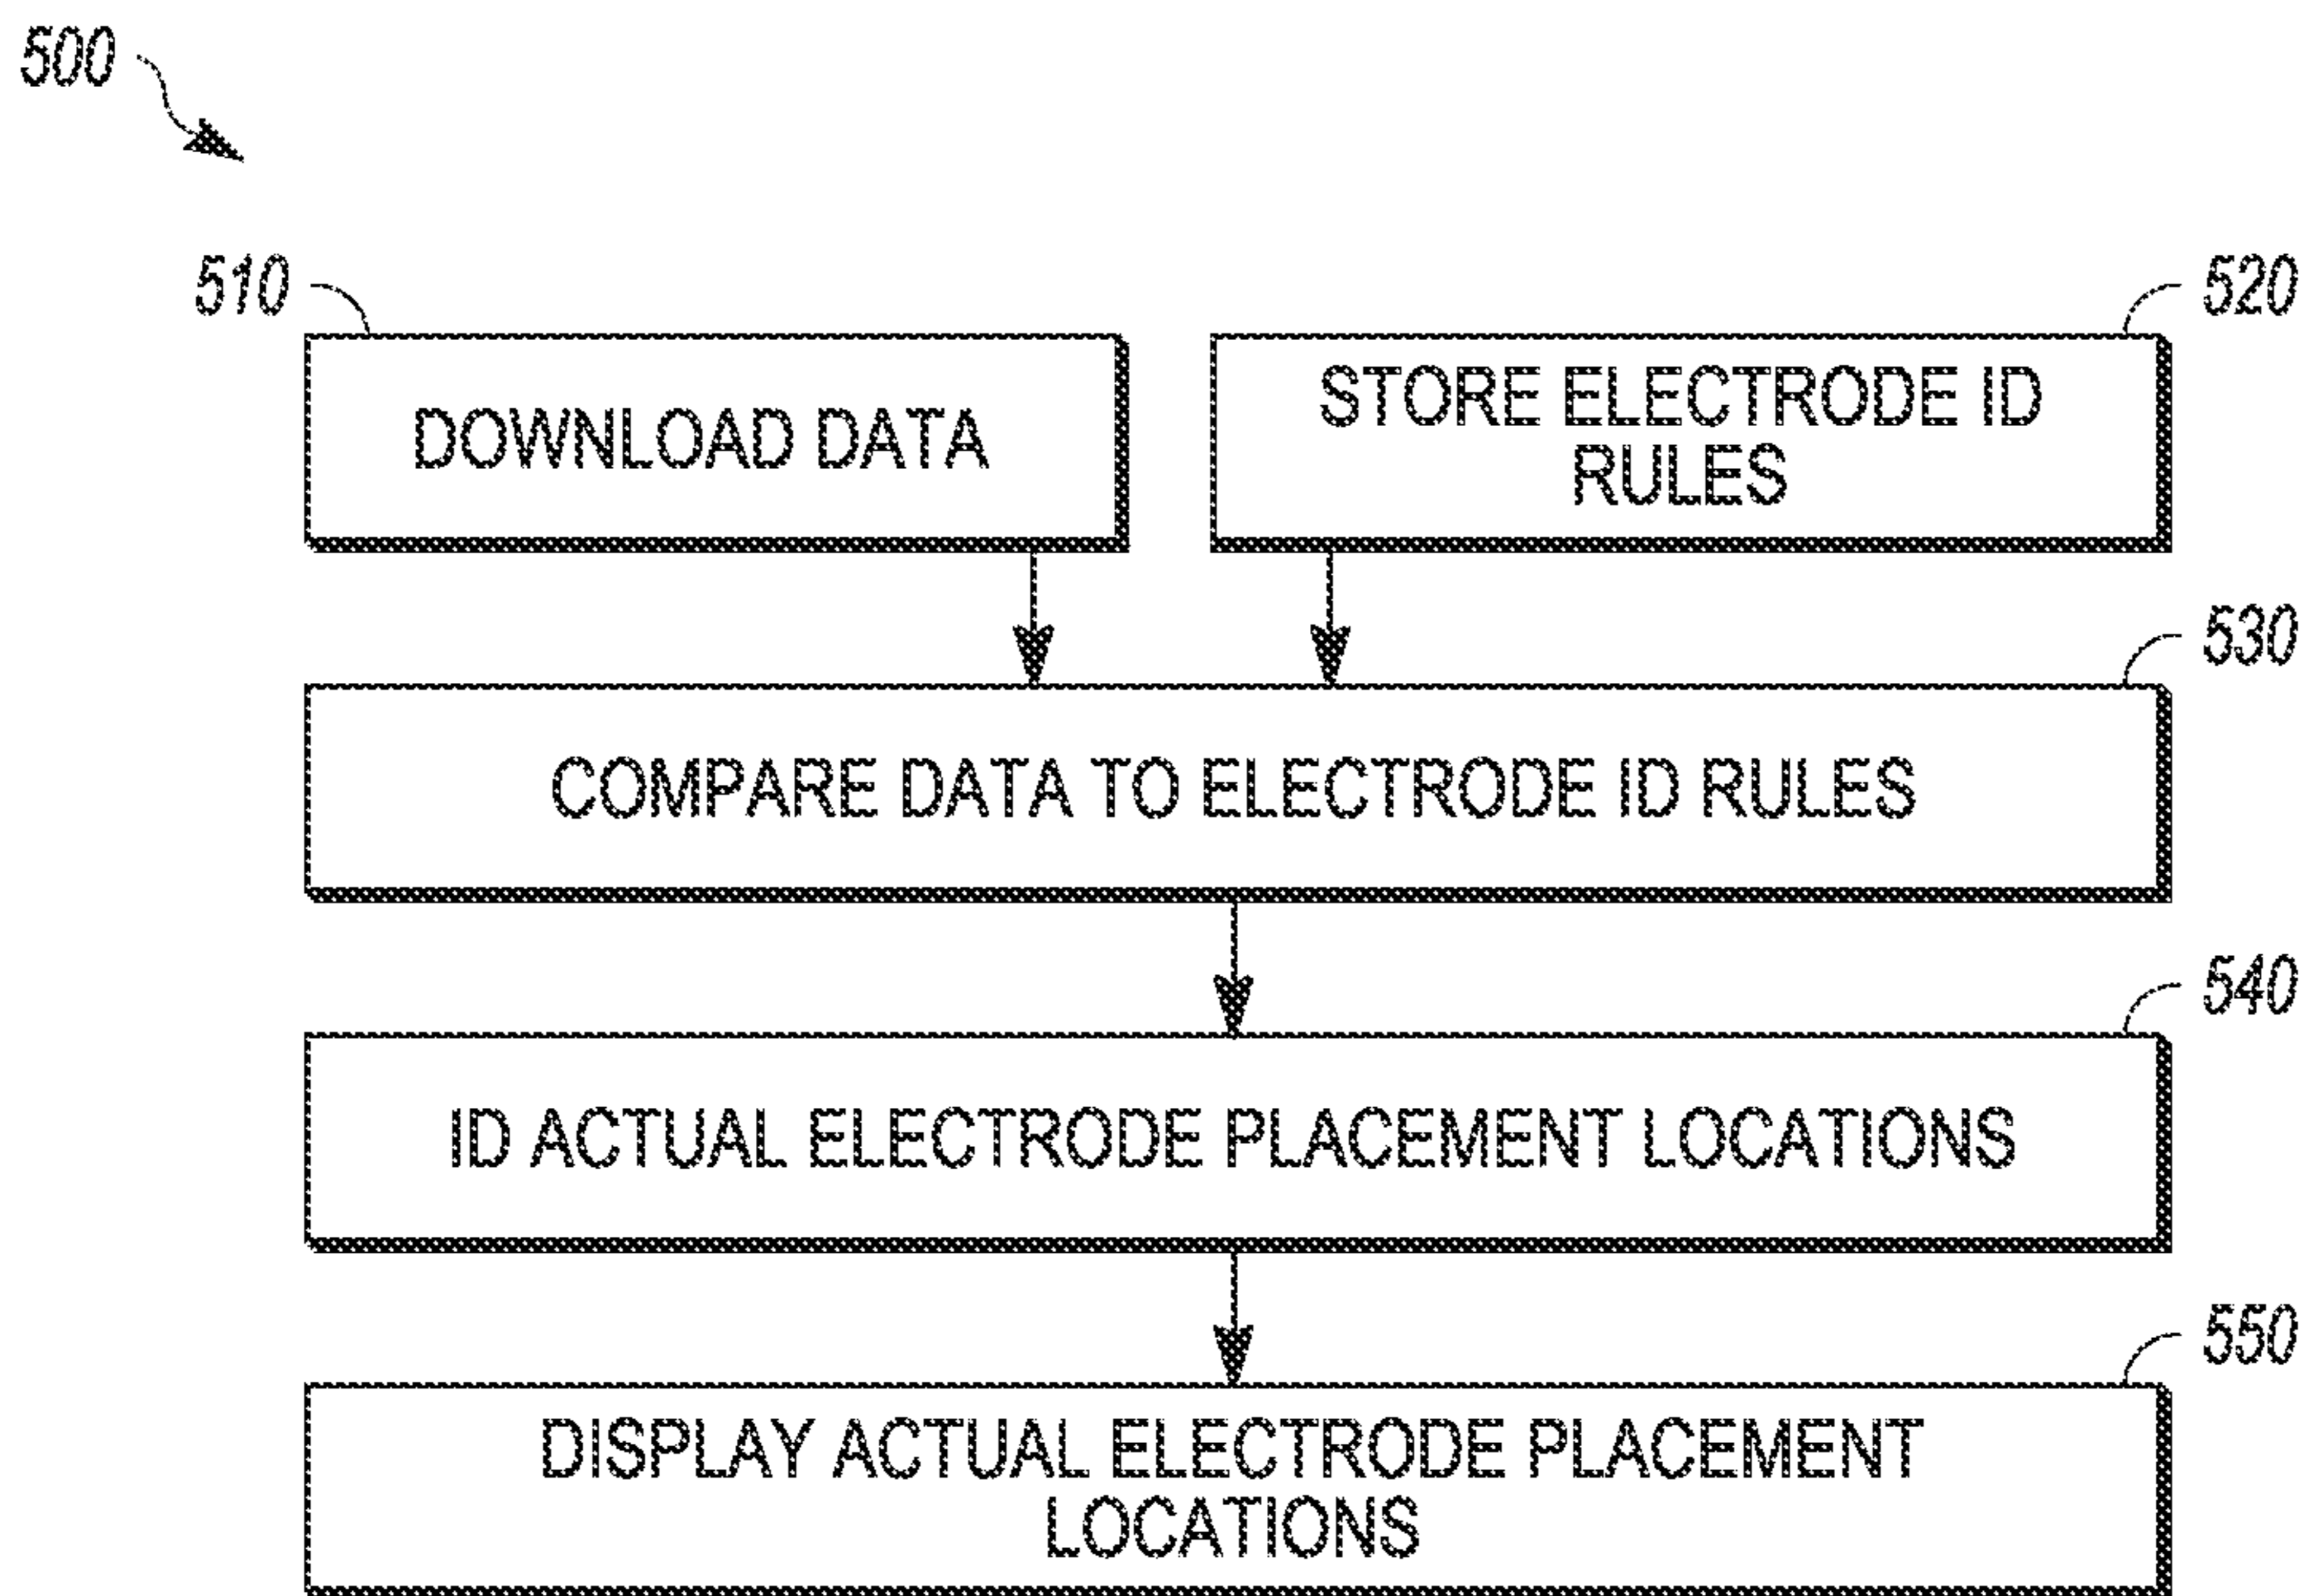 500
510
520
DOWNLOAD DATA
STORE ELECTRODE ID
RULES
530
COMPARE DATA TO ELECTRODE ID RULES
540
ID ACTUAL ELECTRODE PLACEMENT LOCATIONS
550
DISPLAY ACTUAL ELECTRODE PLACEMENT
LOCATIONS